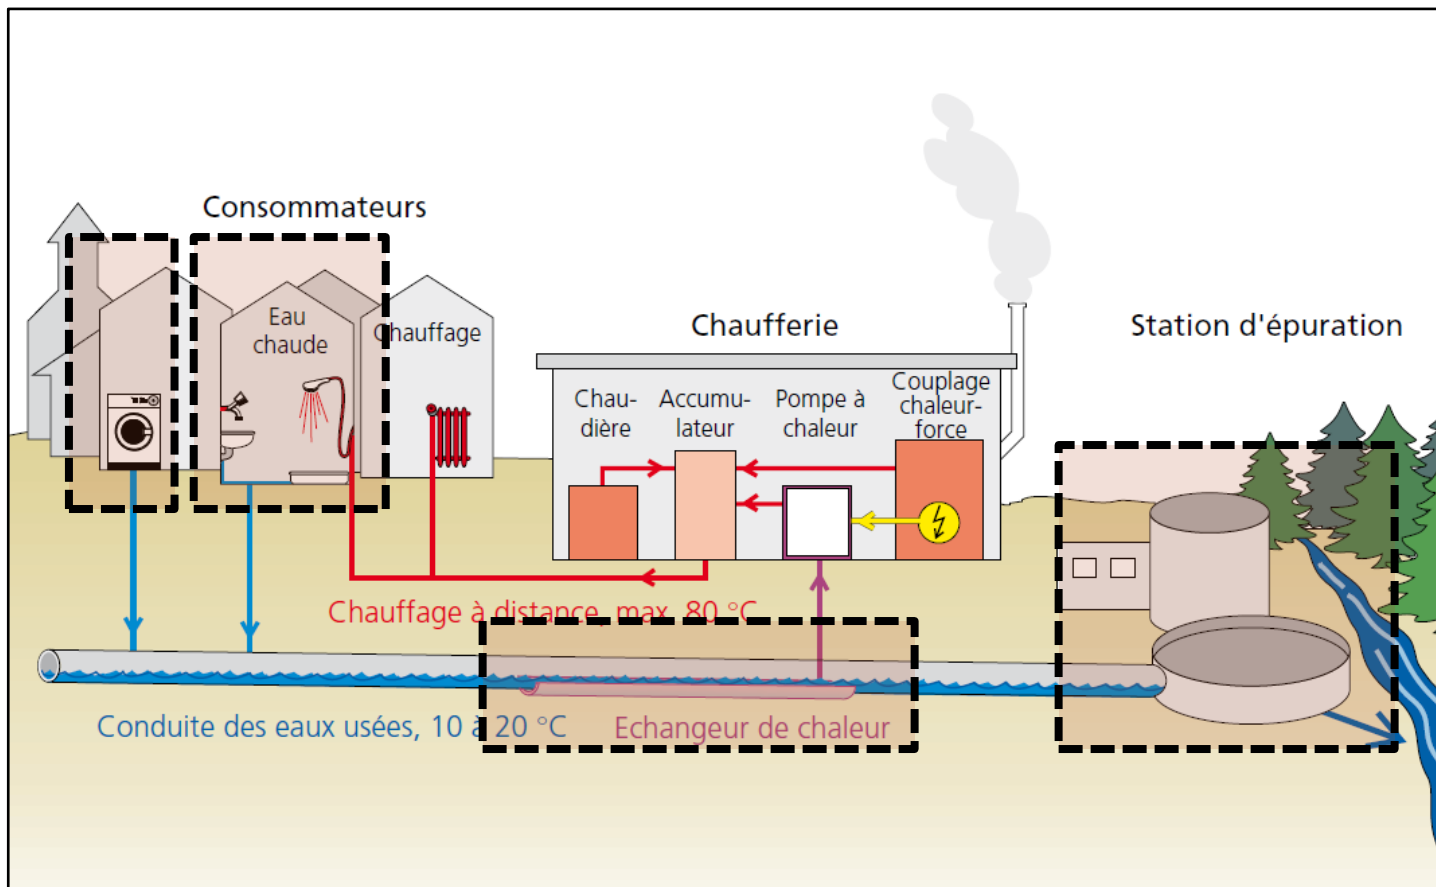 Consommateurs
Eau
chaude
Chauffage
Chaufferie
Chau-
dière
Accumu-
lateur
Pompe à
chaleur
Couplage
chaleur-
force
Station d'épuration
Chauffage à distance, max. 80 °C
Conduite des eaux usées, 10 à 20 °C
Echangeur de chaleur